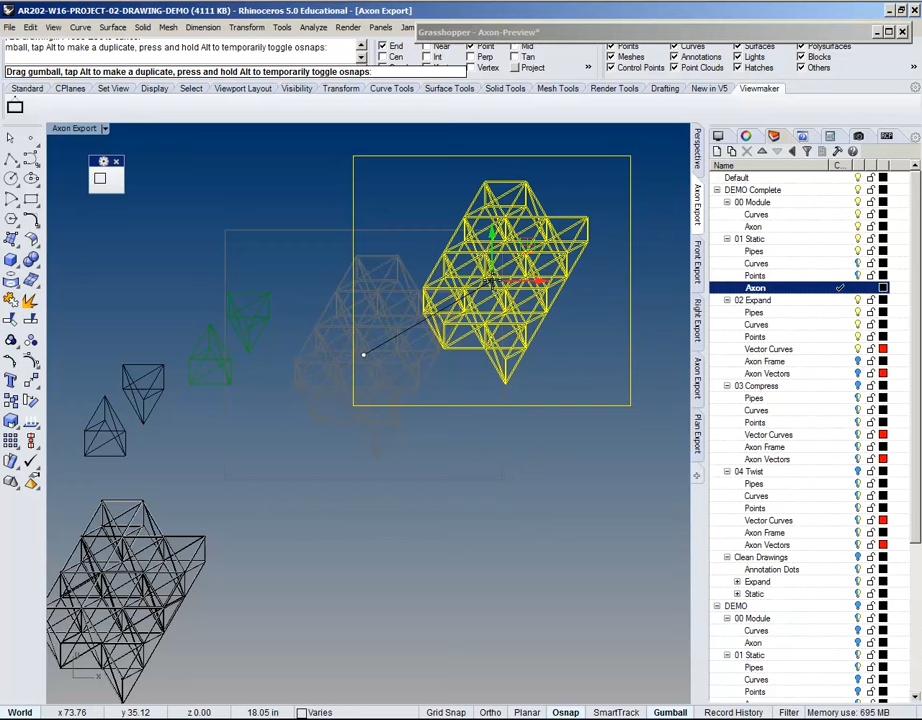 AR202-W16-PROJECT-02-DRAWING-DEMO (4111 KB) - Rhinoceros 5.0 Educational - [Axon Export]
File Edit View Curve Surface Solid Mesh Dimension Transform Tools Analyze Render Panels
Grasshopper - Axon-Preview*
mball, tap Alt to make a duplicate, press and hold Alt to temporarily toggle osnaps:
Drag gumball, tap Alt to make a duplicate, press and hold Alt to temporarily toggle osnaps:
End Near Point Mid
Cen Int Perp Tan
Vertex Project
Points Curves Surfaces Polysurfaces
Meshes Annotations Lights Blocks
Control Points Point Clouds Hatches Others
Standard CPlanes Set View Display Select Viewport Layout Visibility Transform Curve Tools Surface Tools Solid Tools Mesh Tools Render Tools Drafting New in V5 Viewmaker
Axon Export
Perspective
Axon Export
Front Export
Right Export
Axon Export
Plan Export
Name C...
Default
DEMO Complete
00 Module
Curves
Axon
01 Static
Pipes
Curves
Points
Axon
02 Expand
Pipes
Curves
Points
Vector Curves
Axon Frame
Axon Vectors
03 Compress
Pipes
Curves
Points
Vector Curves
Axon Frame
Axon Vectors
04 Twist
Pipes
Curves
Points
Vector Curves
Axon Frame
Axon Vectors
Clean Drawings
Annotation Dots
Expand
Static
DEMO
00 Module
Curves
Axon
01 Static
Pipes
Curves
Points
World x 73.76 y 35.12 z 0.00 18.05 in Varies Grid Snap Ortho Planar Osnap SmartTrack Gumball Record History Filter Memory use: 695 MB